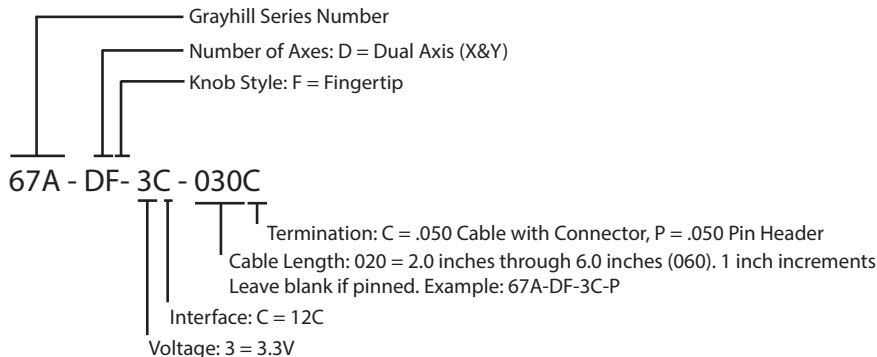 Grayhill Series Number
Number of Axes: D = Dual Axis (X&Y)
Knob Style: F = Fingertip
67A - DF- 3C - 030C
Termination: C = .050 Cable with Connector, P = .050 Pin Header
Cable Length: 020 = 2.0 inches through 6.0 inches (060). 1 inch increments
Leave blank if pinned. Example: 67A-DF-3C-P
Interface: C = 12C
Voltage: 3 = 3.3V